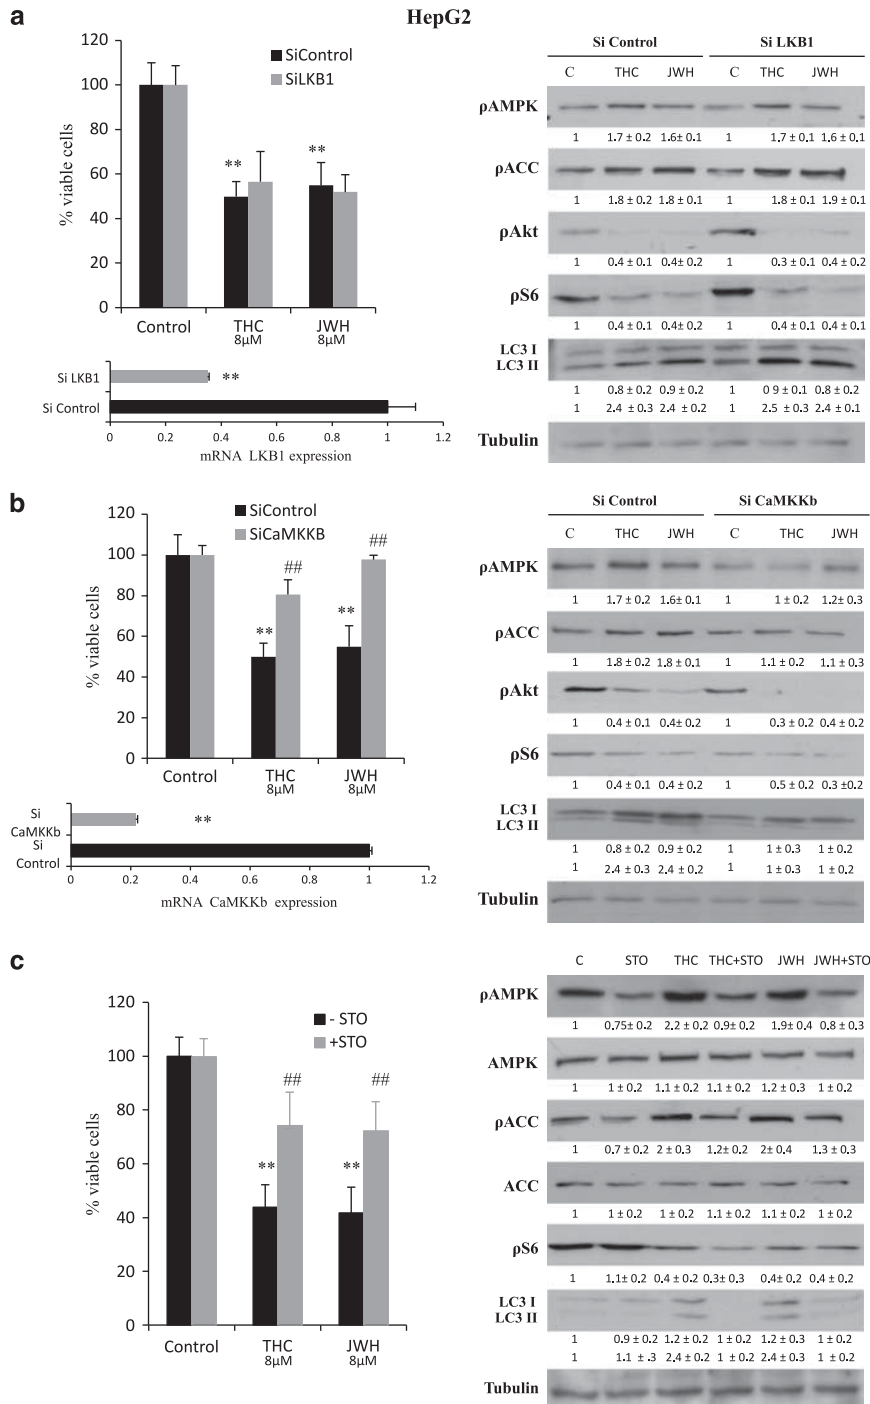 HepG2
a
120
100
80
60
40
20
0
% viable cells
SiControl
SiLKB1
**
**
Control
THC
8μM
JWH
8μM
Si LKB1
**
Si Control
0 0.2 0.4 0.6 0.8 1 1.2
mRNA LKB1 expression
Si Control Si LKB1
C THC JWH C THC JWH
ρAMPK
1 1.7 ± 0.2 1.6± 0.1 1 1.7 ± 0.1 1.6 ± 0.1
ρACC
1 1.8 ± 0.2 1.8 ± 0.1 1 1.8 ± 0.1 1.9 ± 0.1
ρAkt
1 0.4 ± 0.1 0.4± 0.2 1 0.3 ± 0.1 0.4 ± 0.2
ρS6
1 0.4 ± 0.1 0.4± 0.2 1 0.4 ± 0.1 0.4 ± 0.1
LC3 I
LC3 II
1 0.8 ± 0.2 0.9 ± 0.2 1 0 9 ± 0.1 0.8 ± 0.2
1 2.4 ± 0.3 2.4 ± 0.2 1 2.5 ± 0.3 2.4 ± 0.1
Tubulin
b
120
100
80
60
40
20
0
% viable cells
SiControl
SiCaMKKB
##
##
**
**
Control
THC
8μM
JWH
8μM
Si
CaMKKb
**
Si
Control
0 0.2 0.4 0.6 0.8 1 1.2
mRNA CaMKKb expression
Si Control Si CaMKKb
C THC JWH C THC JWH
ρAMPK
1 1.7 ± 0.2 1.6± 0.1 1 1 ± 0.2 1.2± 0.3
ρACC
1 1.8 ± 0.2 1.8 ± 0.1 1 1.1 ± 0.2 1.1 ± 0.3
ρAkt
1 0.4 ± 0.1 0.4± 0.2 1 0.3 ± 0.2 0.4 ± 0.2
ρS6
1 0.4 ± 0.1 0.4 ± 0.2 1 0.5 ± 0.2 0.3 ±0.2
LC3 I
LC3 II
1 0.8 ± 0.2 0.9 ± 0.2 1 1 ± 0.3 1 ± 0.2
1 2.4 ± 0.3 2.4 ± 0.2 1 1 ± 0.3 1 ± 0.2
Tubulin
c
120
100
80
60
40
20
0
% viable cells
- STO
+STO
##
##
**
**
Control
THC
8μM
JWH
8μM
C STO THC THC+STO JWH JWH+STO
ρAMPK
1 0.75± 0.2 2.2 ± 0.2 0.9± 0.2 1.9± 0.4 0.8 ± 0.3
AMPK
1 1 ± 0.2 1.1 ± 0.2 1.1 ± 0.2 1.2 ± 0.3 1 ± 0.2
ρACC
1 0.7 ± 0.2 2 ± 0.3 1.2± 0.2 2± 0.4 1.3 ± 0.3
ACC
1 1 ± 0.2 1 ± 0.2 1.1 ± 0.2 1.1 ± 0.2 1 ± 0.2
ρS6
1 1.1± 0.2 0.4 ± 0.2 0.3± 0.3 0.4± 0.2 0.4 ± 0.2
LC3 I
LC3 II
1 0.9 ± 0.2 1.2 ± 0.2 1 ± 0.2 1.2 ± 0.3 1 ± 0.2
1 1.1 ± .3 2.4 ± 0.2 1 ± 0.2 2.4 ± 0.3 1 ± 0.2
Tubulin